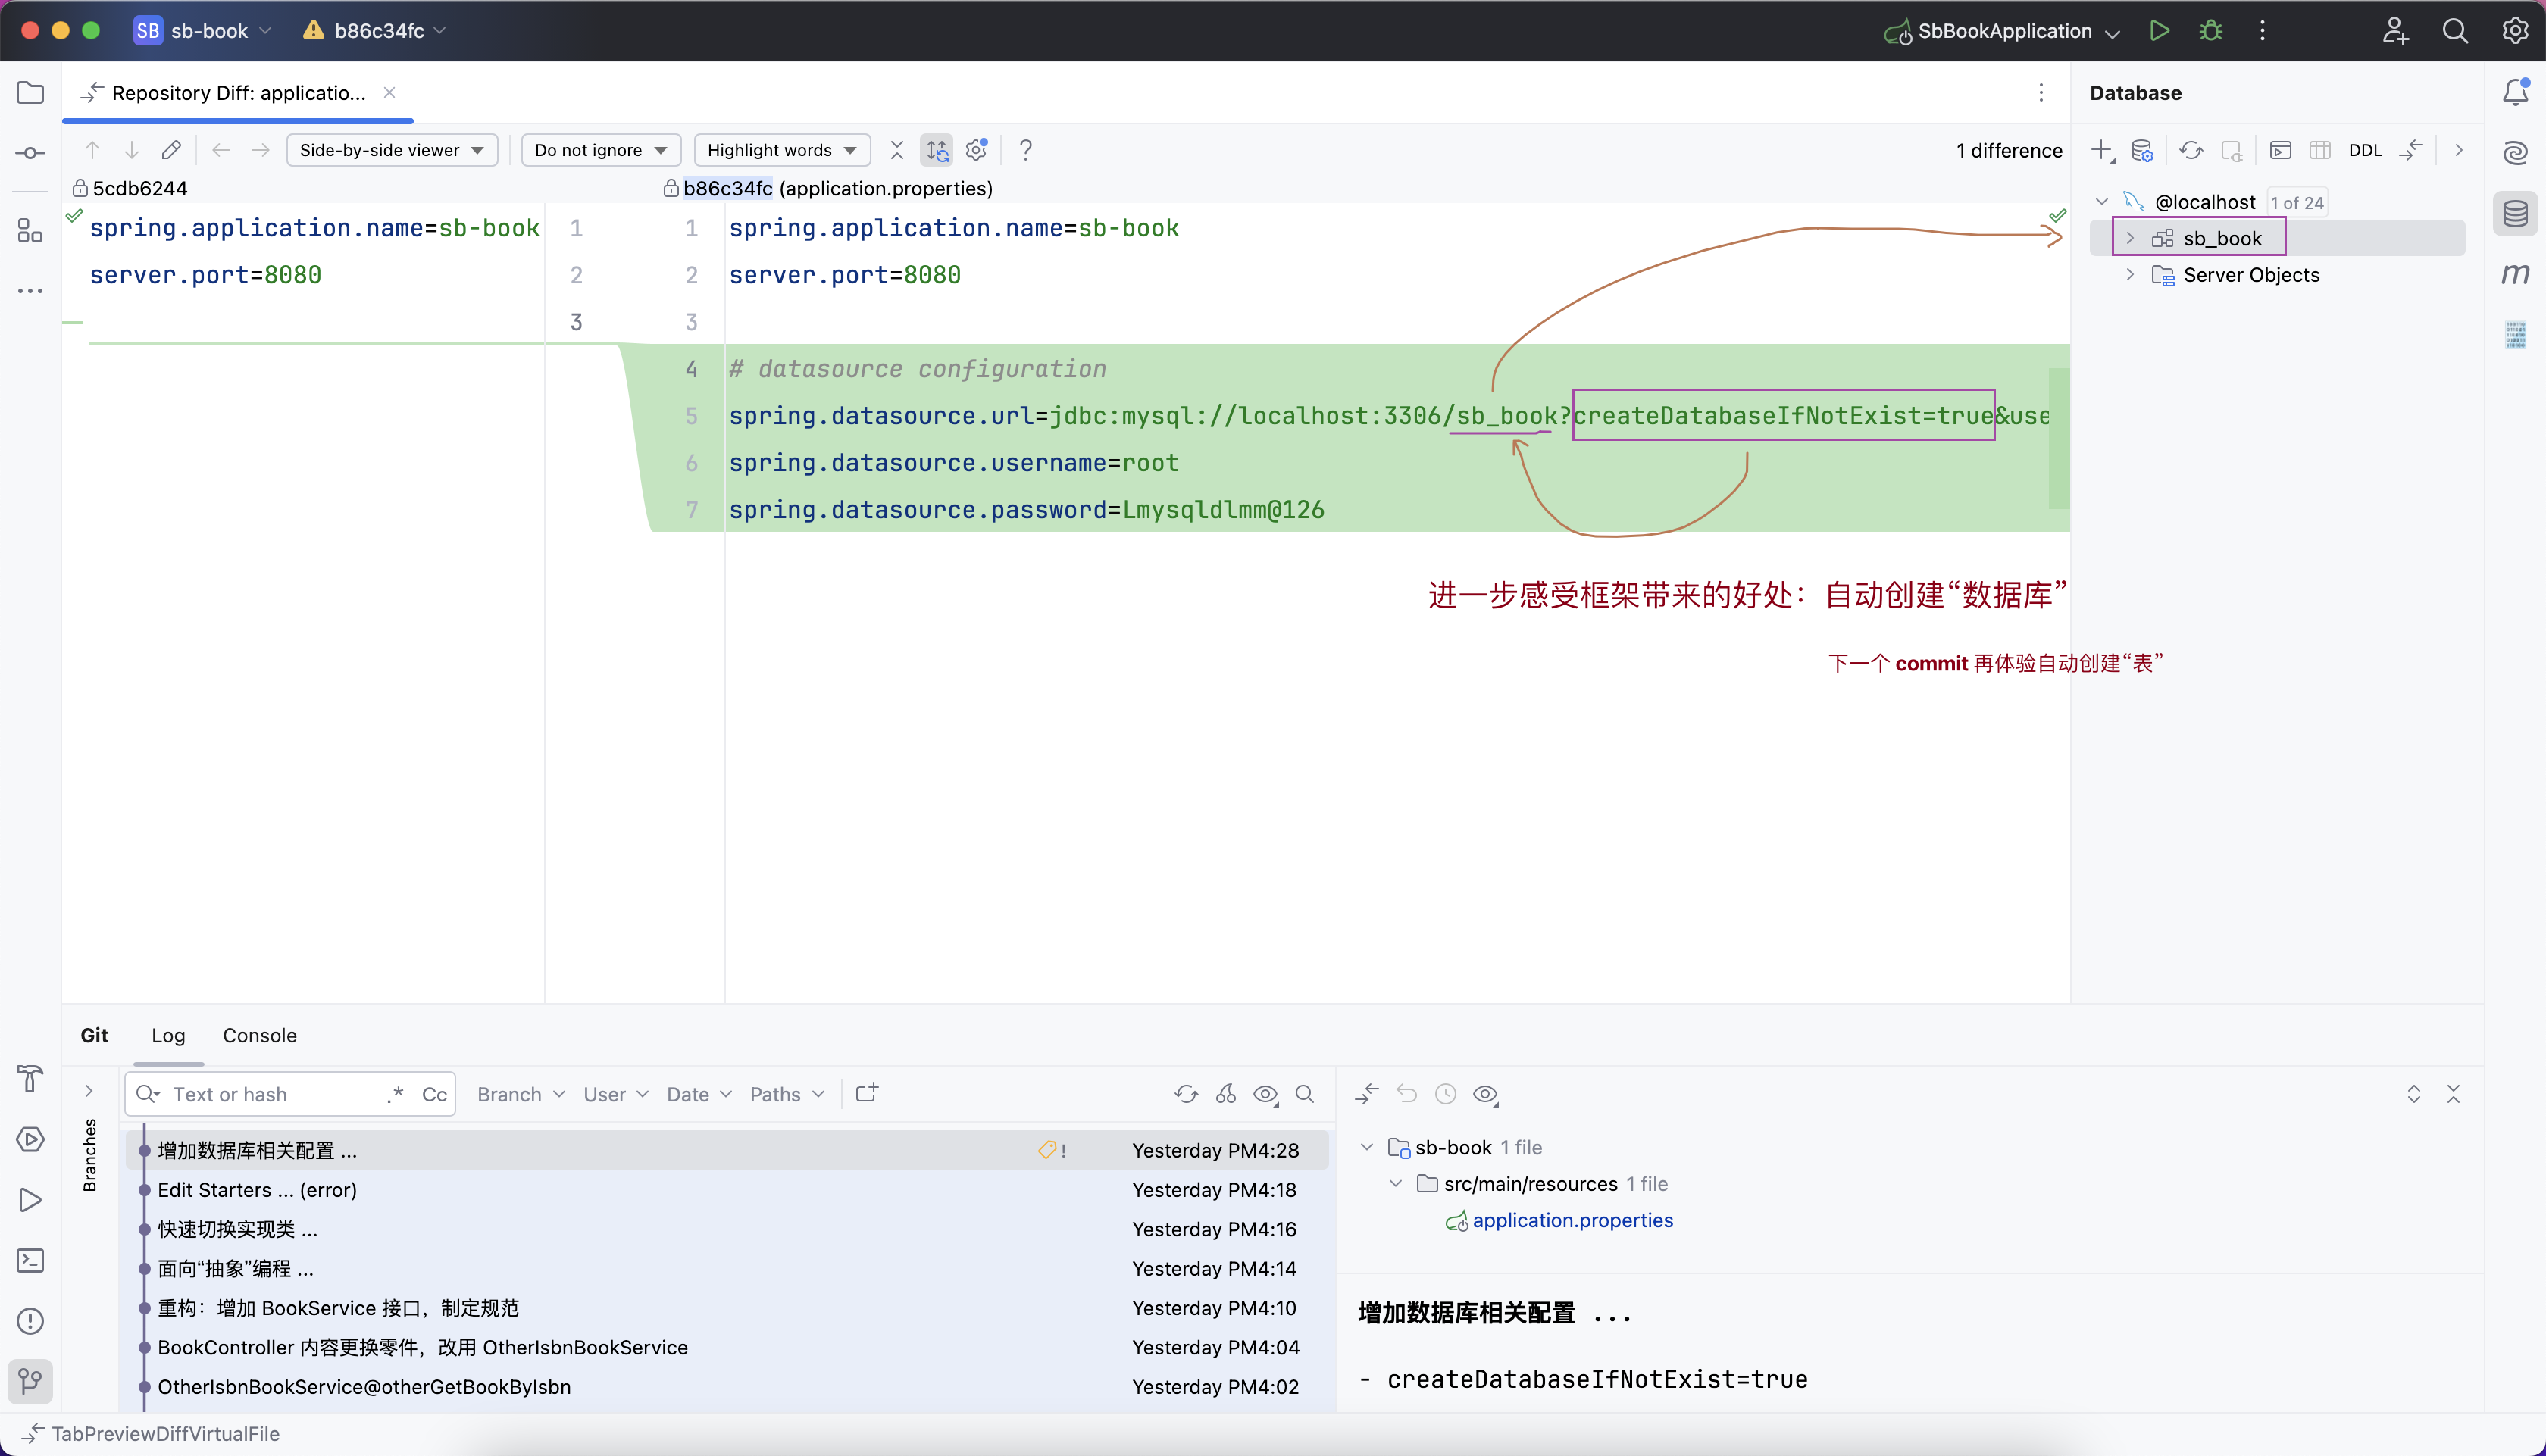 SB sb-book b86c34fc SbBookApplication
Repository Diff: applicatio...
Database
Side-by-side viewer Do not ignore Highlight words ? 1 difference
DDL
5cdb6244 b86c34fc (application.properties)
@localhost 1 of 24
sb_book
Server Objects
spring.application.name=sb-book 1
server.port=8080 2
3
1 spring.application.name=sb-book
2 server.port=8080
3
4 # datasource configuration
5 spring.datasource.url=jdbc:mysql://localhost:3306/sb_book?createDatabaseIfNotExist=true&use
6 spring.datasource.username=root
7 spring.datasource.password=Lmysqldlmm@126
进一步感受框架带来的好处：自动创建“数据库”
下一个 commit 再体验自动创建“表”
m
Git Log Console
Text or hash .* Cc Branch User Date Paths
Branches
增加数据库相关配置 ... ! Yesterday PM4:28
Edit Starters ... (error) Yesterday PM4:18
快速切换实现类 ... Yesterday PM4:16
面向“抽象”编程 ... Yesterday PM4:14
重构：增加 BookService 接口，制定规范 Yesterday PM4:10
BookController 内容更换零件，改用 OtherIsbnBookService Yesterday PM4:04
OtherIsbnBookService@otherGetBookByIsbn Yesterday PM4:02
sb-book 1 file
src/main/resources 1 file
application.properties
增加数据库相关配置 ...
- createDatabaseIfNotExist=true
TabPreviewDiffVirtualFile